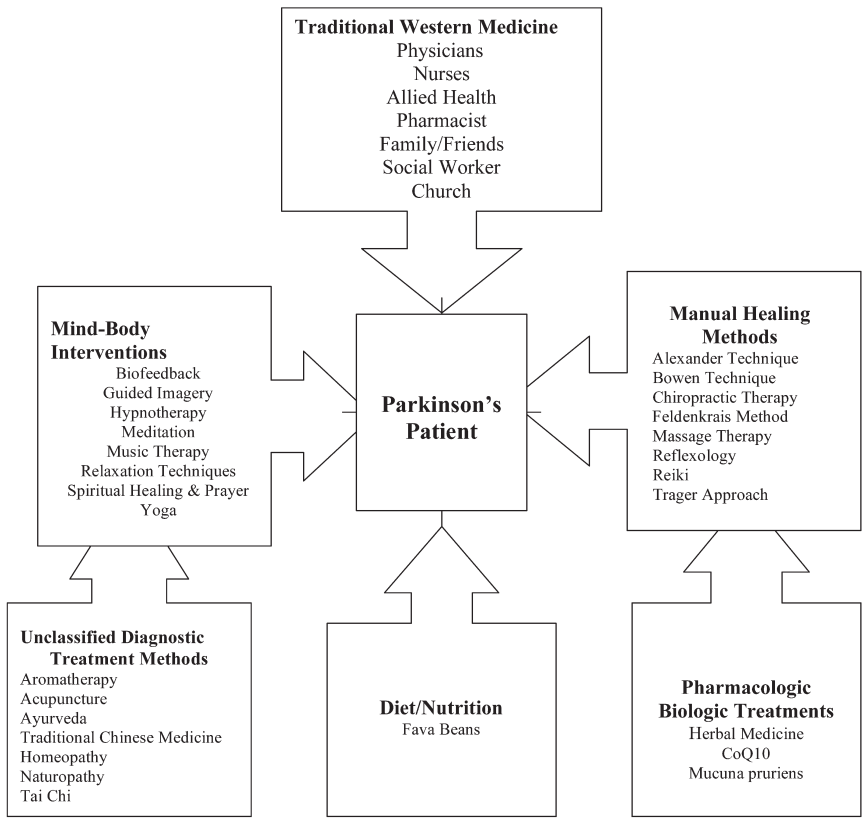 Traditional Western Medicine
Physicians
Nurses
Allied Health
Pharmacist
Family/Friends
Social Worker
Church
Mind-Body
Interventions
Biofeedback
Guided Imagery
Hypnotherapy
Meditation
Music Therapy
Relaxation Techniques
Spiritual Healing & Prayer
Yoga
Parkinson's
Patient
Manual Healing
Methods
Alexander Technique
Bowen Technique
Chiropractic Therapy
Feldenkrais Method
Massage Therapy
Reflexology
Reiki
Trager Approach
Unclassified Diagnostic
Treatment Methods
Aromatherapy
Acupuncture
Ayurveda
Traditional Chinese Medicine
Homeopathy
Naturopathy
Tai Chi
Diet/Nutrition
Fava Beans
Pharmacologic
Biologic Treatments
Herbal Medicine
CoQ10
Mucuna pruriens